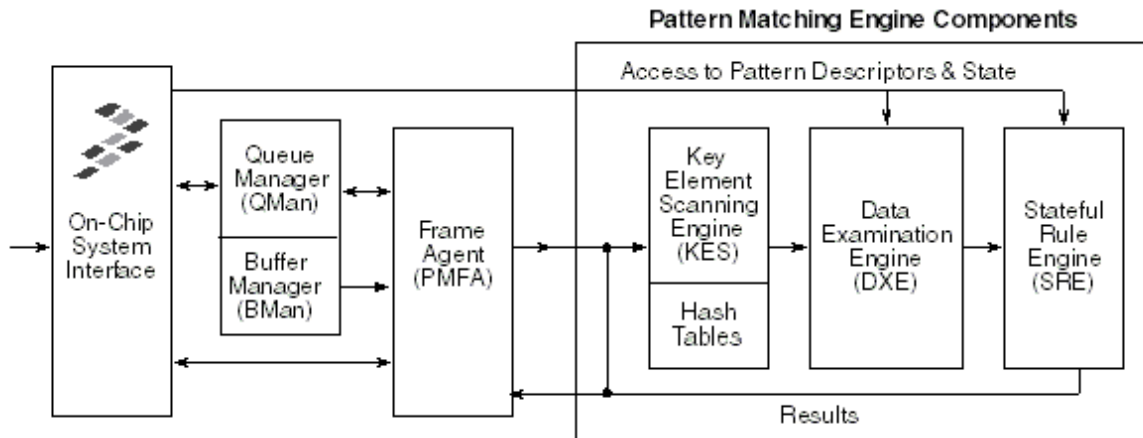 Pattern Matching Engine Components
Access to Pattern Descriptors & State
On-Chip
System
Interface
Queue
Manager
(QMan)
Buffer
Manager
(BMan)
Frame
Agent
(PMFA)
Key
Element
Scanning
Engine
(KES)
Hash
Tables
Data
Examination
Engine
(DXE)
Stateful
Rule
Engine
(SRE)
Results